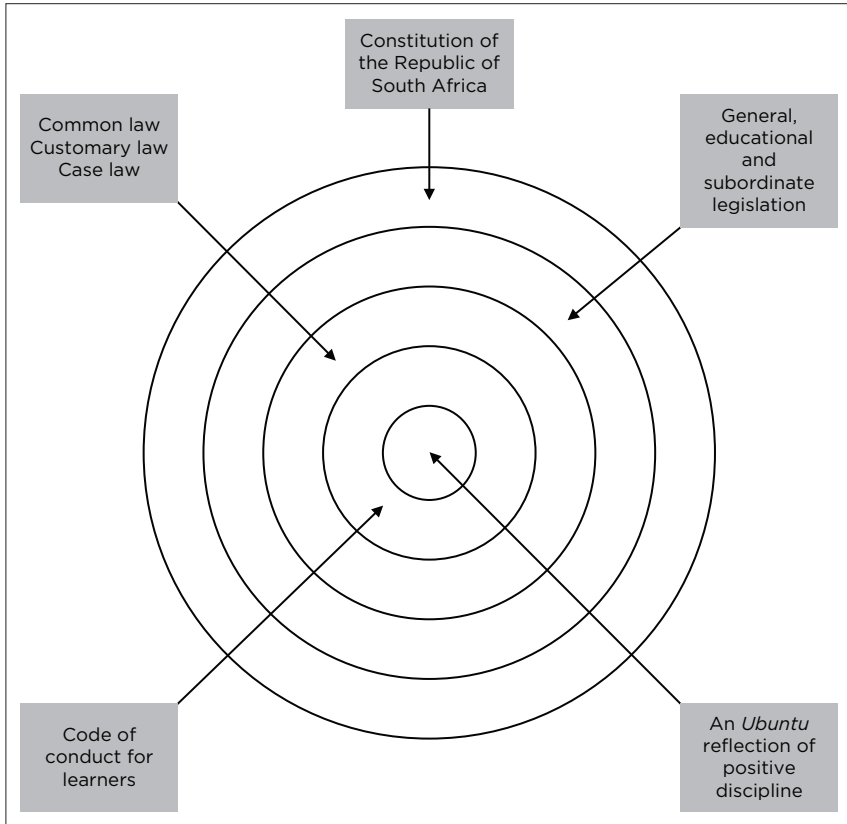 Constitution of
the Republic of
South Africa
Common law
Customary law
Case law
General,
educational
and
subordinate
legislation
Code of
conduct for
learners
An Ubuntu
reflection of
positive
discipline